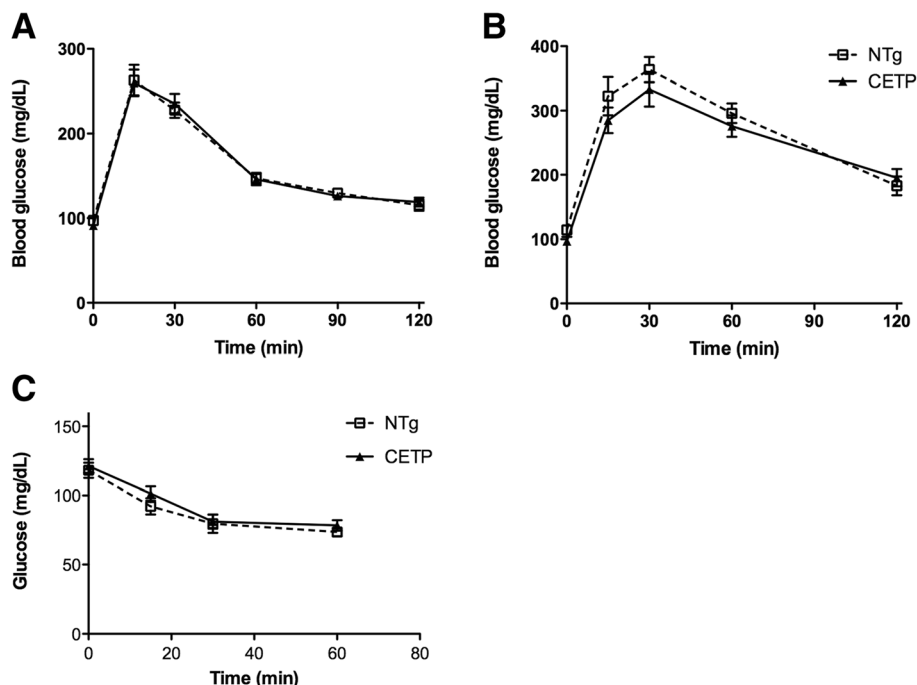 A
Blood glucose (mg/dL)
300
200
100
0
0 30 60 90 120
Time (min)
B
Blood glucose (mg/dL)
400
300
200
100
0
0 30 60 90 120
Time (min)
NTg
CETP
C
Glucose (mg/dL)
150
100
50
0
0 20 40 60 80
Time (min)
NTg
CETP